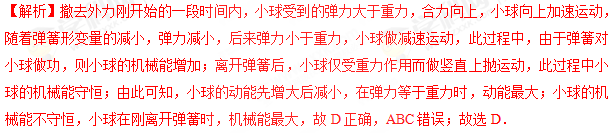 【解析】撤去外力刚开始的一段时间内，小球受到的弹力大于重力，合力向上，小球向上加速运动，
随着弹簧形变量的减小，弹力减小，后来弹力小于重力，小球做减速运动，此过程中，由于弹簧对
小球做功，则小球的机械能增加；离开弹簧后，小球仅受重力作用而做竖直上抛运动，此过程中小
球的机械能守恒；由此可知，小球的动能先增大后减小，在弹力等于重力时，动能最大；小球的机
械能不守恒，小球在刚离开弹簧时，机械能最大，故 D 正确，ABC 错误；故选 D．